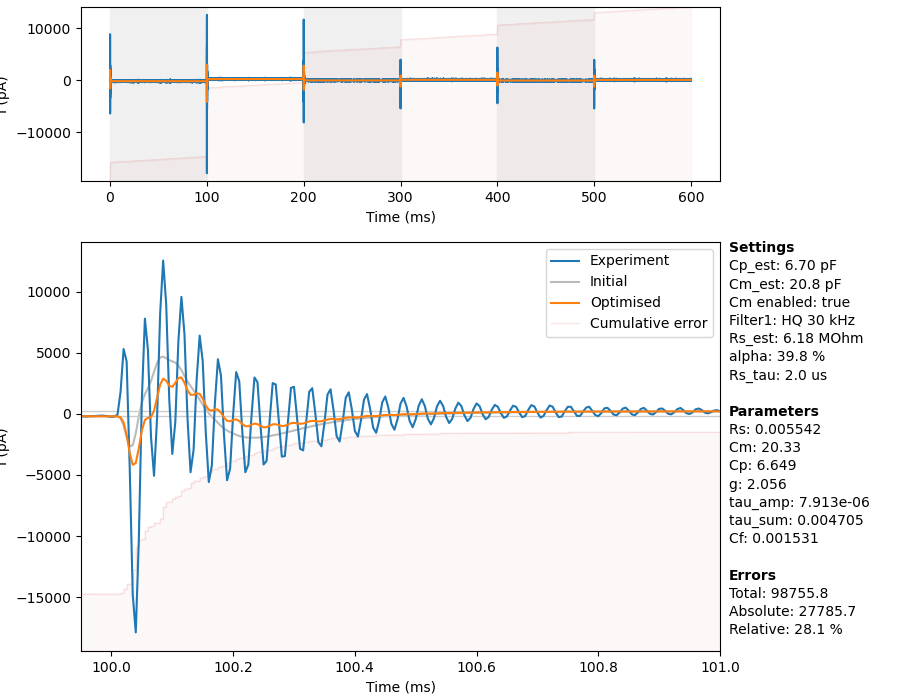 10000
0
−10000
I (pA)
0 100 200 300 400 500 600
Time (ms)
10000
5000
0
−5000
−10000
−15000
I (pA)
Experiment
Initial
Optimised
Cumulative error
100.0 100.2 100.4 100.6 100.8 101.0
Time (ms)
Settings
Cp_est: 6.70 pF
Cm_est: 20.8 pF
Cm enabled: true
Filter1: HQ 30 kHz
Rs_est: 6.18 MOhm
alpha: 39.8 %
Rs_tau: 2.0 us
Parameters
Rs: 0.005542
Cm: 20.33
Cp: 6.649
g: 2.056
tau_amp: 7.913e-06
tau_sum: 0.004705
Cf: 0.001531
Errors
Total: 98755.8
Absolute: 27785.7
Relative: 28.1 %